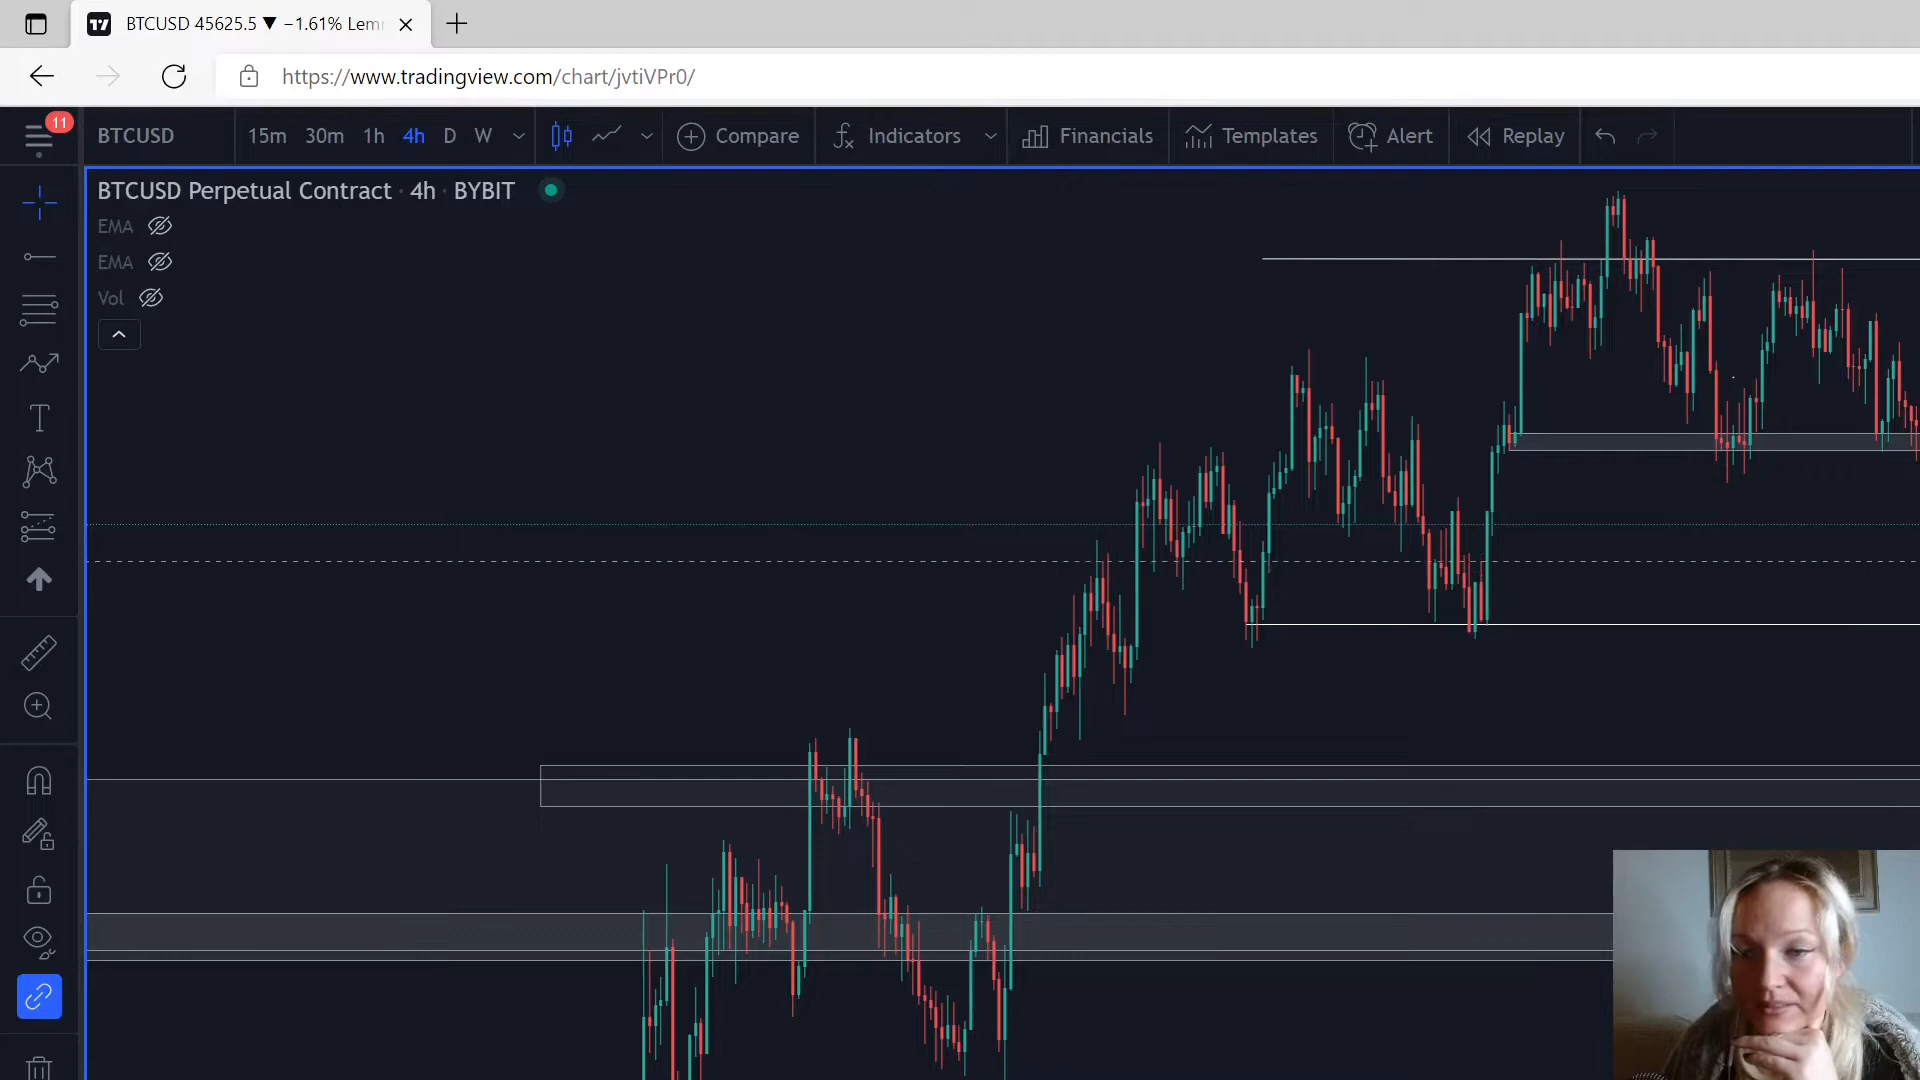 BTCUSD 45625.5 ▼ −1.61% Lem
https://www.tradingview.com/chart/jvtiVPr0/
11
BTCUSD 15m 30m 1h 4h D W Compare Indicators Financials Templates Alert Replay
BTCUSD Perpetual Contract · 4h · BYBIT
EMA
EMA
Vol